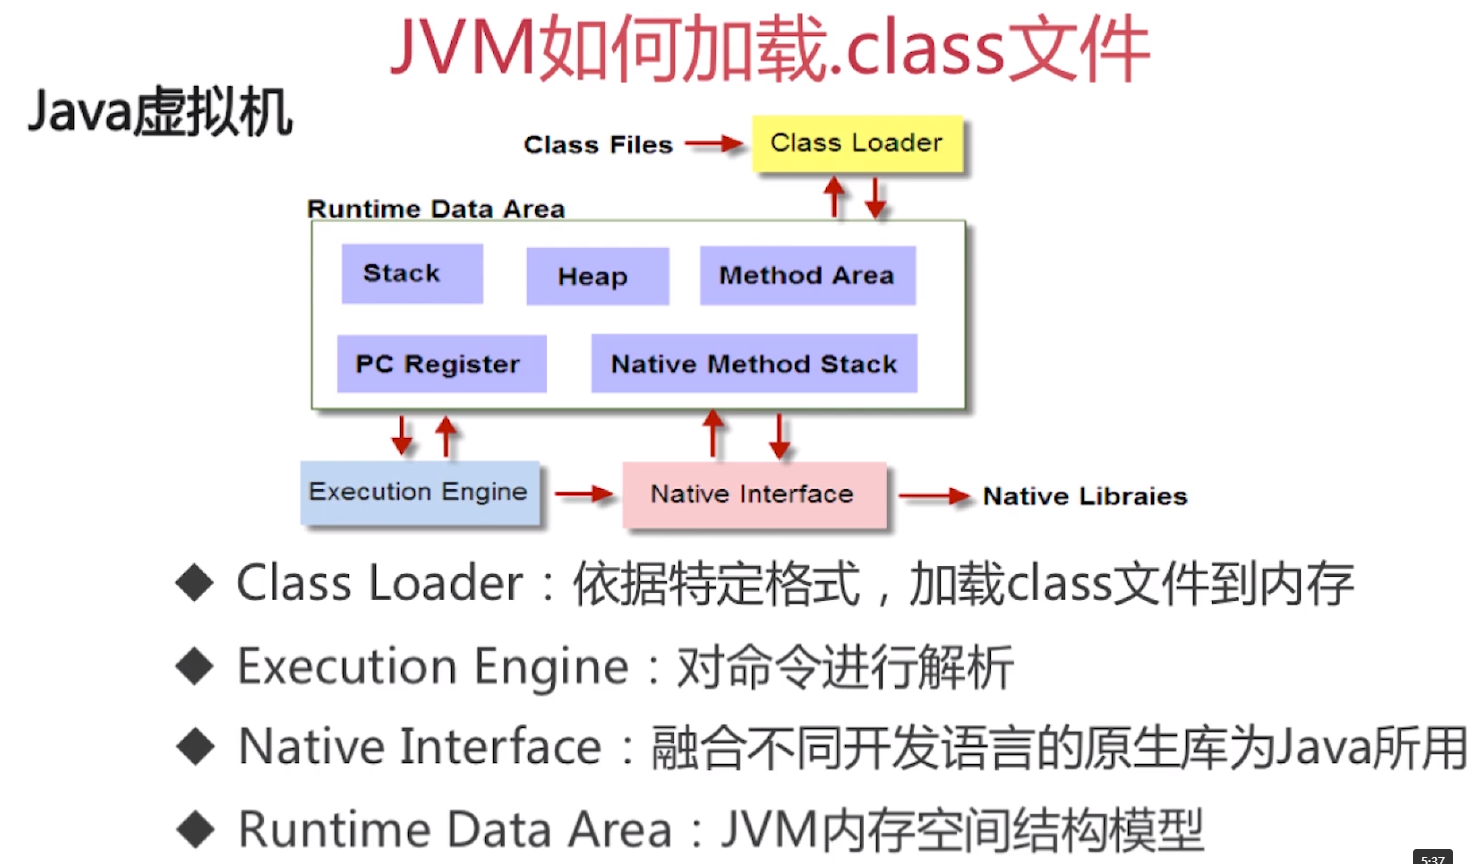 JVM如何加载.class文件
Java虚拟机
Class Files
Class Loader
Runtime Data Area
Stack
Heap
Method Area
PC Register
Native Method Stack
Execution Engine
Native Interface
Native Libraies
◆ Class Loader：依据特定格式，加载class文件到内存
◆ Execution Engine：对命令进行解析
◆ Native Interface：融合不同开发语言的原生库为Java所用
◆ Runtime Data Area：JVM内存空间结构模型
5:37